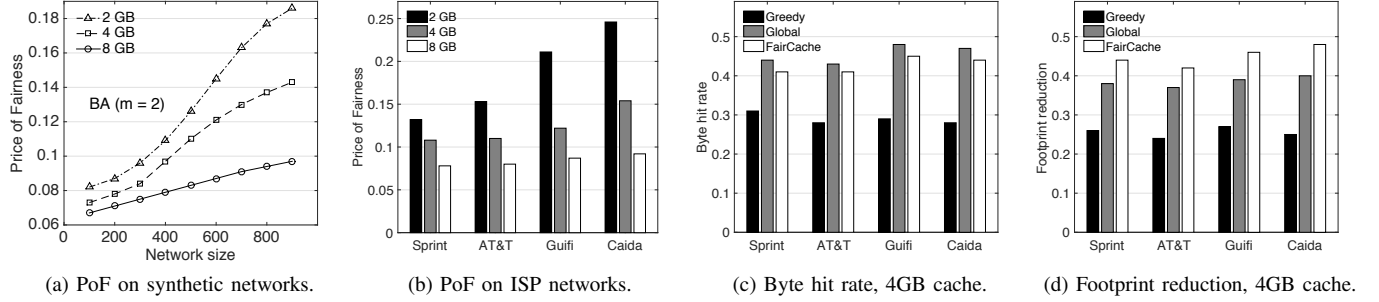 0.18
0.16
0.14
0.12
0.1
0.08
0.06
Price of Fairness
2 GB
4 GB
8 GB
BA (m = 2)
0 200 400 600 800
Network size
(a) PoF on synthetic networks.
0.25
0.2
0.15
0.1
0.05
0
Price of Fairness
2 GB
4 GB
8 GB
Sprint AT&T Guifi Caida
(b) PoF on ISP networks.
0.5
0.4
0.3
0.2
0.1
0
Byte hit rate
Greedy
Global
FairCache
Sprint AT&T Guifi Caida
(c) Byte hit rate, 4GB cache.
0.5
0.4
0.3
0.2
0.1
0
Footprint reduction
Greedy
Global
FairCache
Sprint AT&T Guifi Caida
(d) Footprint reduction, 4GB cache.